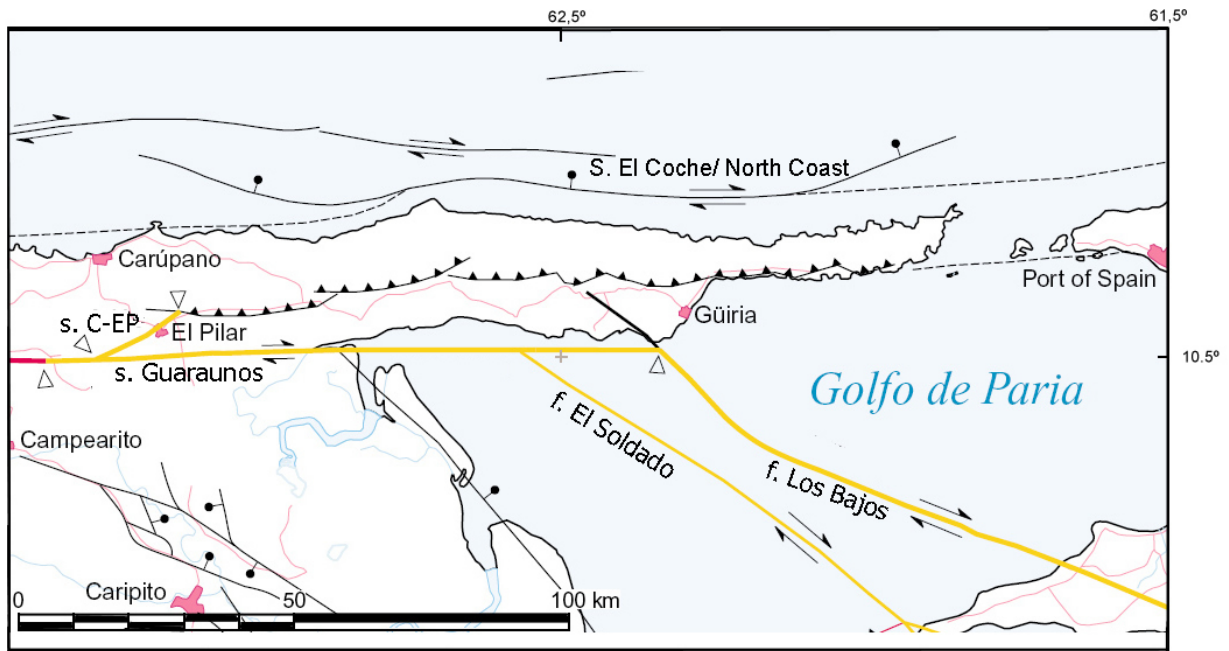 62,5º
61,5º
S. El Coche/ North Coast
Carúpano
Port of Spain
s. C-EP
El Pilar
Güiria
s. Guaraunos
10.5º
Golfo de Paria
f. El Soldado
Campearito
f. Los Bajos
Caripito
0 50 100 km